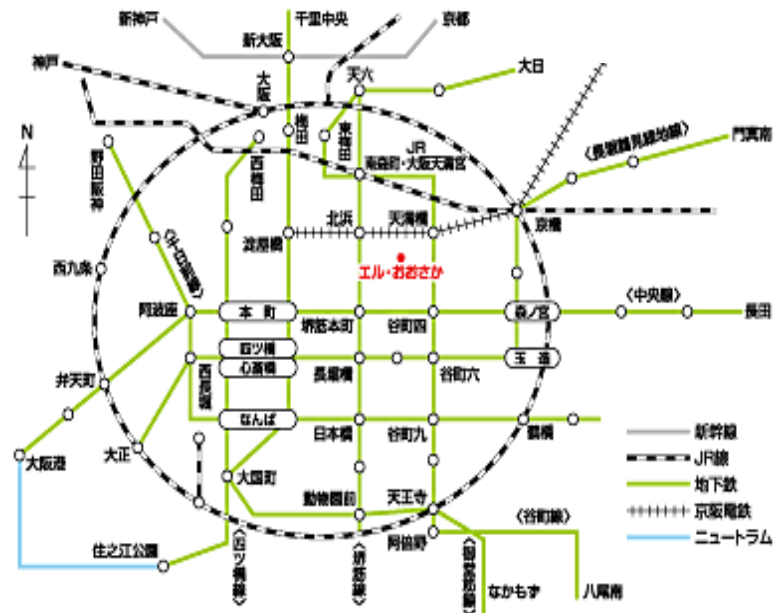 新神戸
千里中央
京都
新大阪
神戸
天六
大日
大阪
梅田
東梅田
JR
南森町・大阪天満宮
〈長堀鶴見緑地線〉
門真南
N
野田阪神
西梅田
北浜
天満橋
淀屋橋
京橋
エル・おおさか
西九条
〈千日前線〉
阿波座
本町
堺筋本町
谷町四
森ノ宮
〈中央線〉
長田
四ツ橋
心斎橋
長堀橋
谷町六
玉造
弁天町
西長堀
なんば
日本橋
谷町九
鶴橋
大阪港
大正
大国町
動物園前
天王寺
新幹線
JR線
地下鉄
京阪電鉄
ニュートラム
住之江公園
〈四ツ橋線〉
〈堺筋線〉
阿倍野
〈御堂筋線〉
〈谷町線〉
なかもず
八尾南